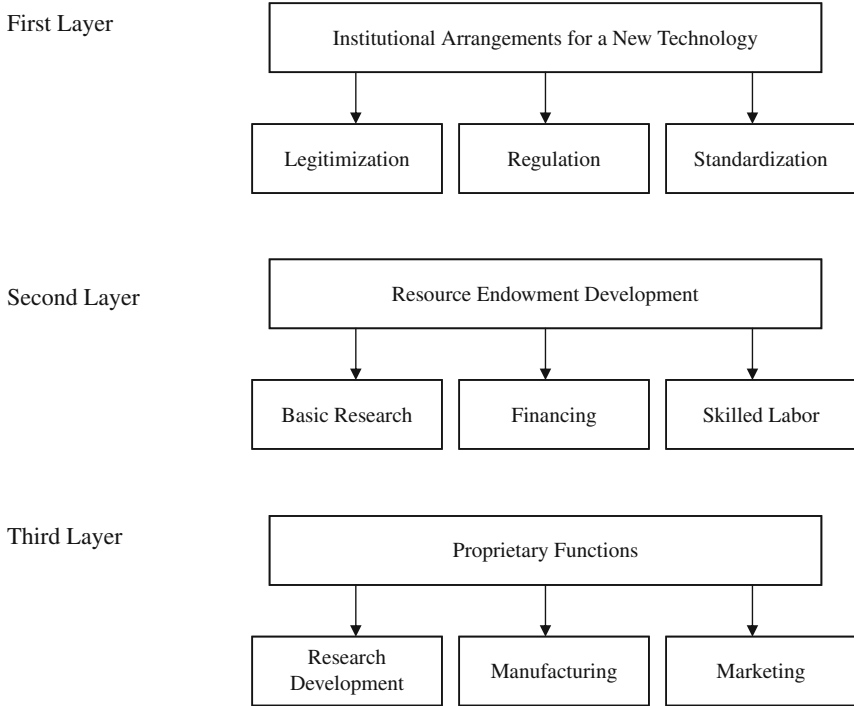 First Layer
Institutional Arrangements for a New Technology
Legitimization
Regulation
Standardization
Second Layer
Resource Endowment Development
Basic Research
Financing
Skilled Labor
Third Layer
Proprietary Functions
Research
Development
Manufacturing
Marketing